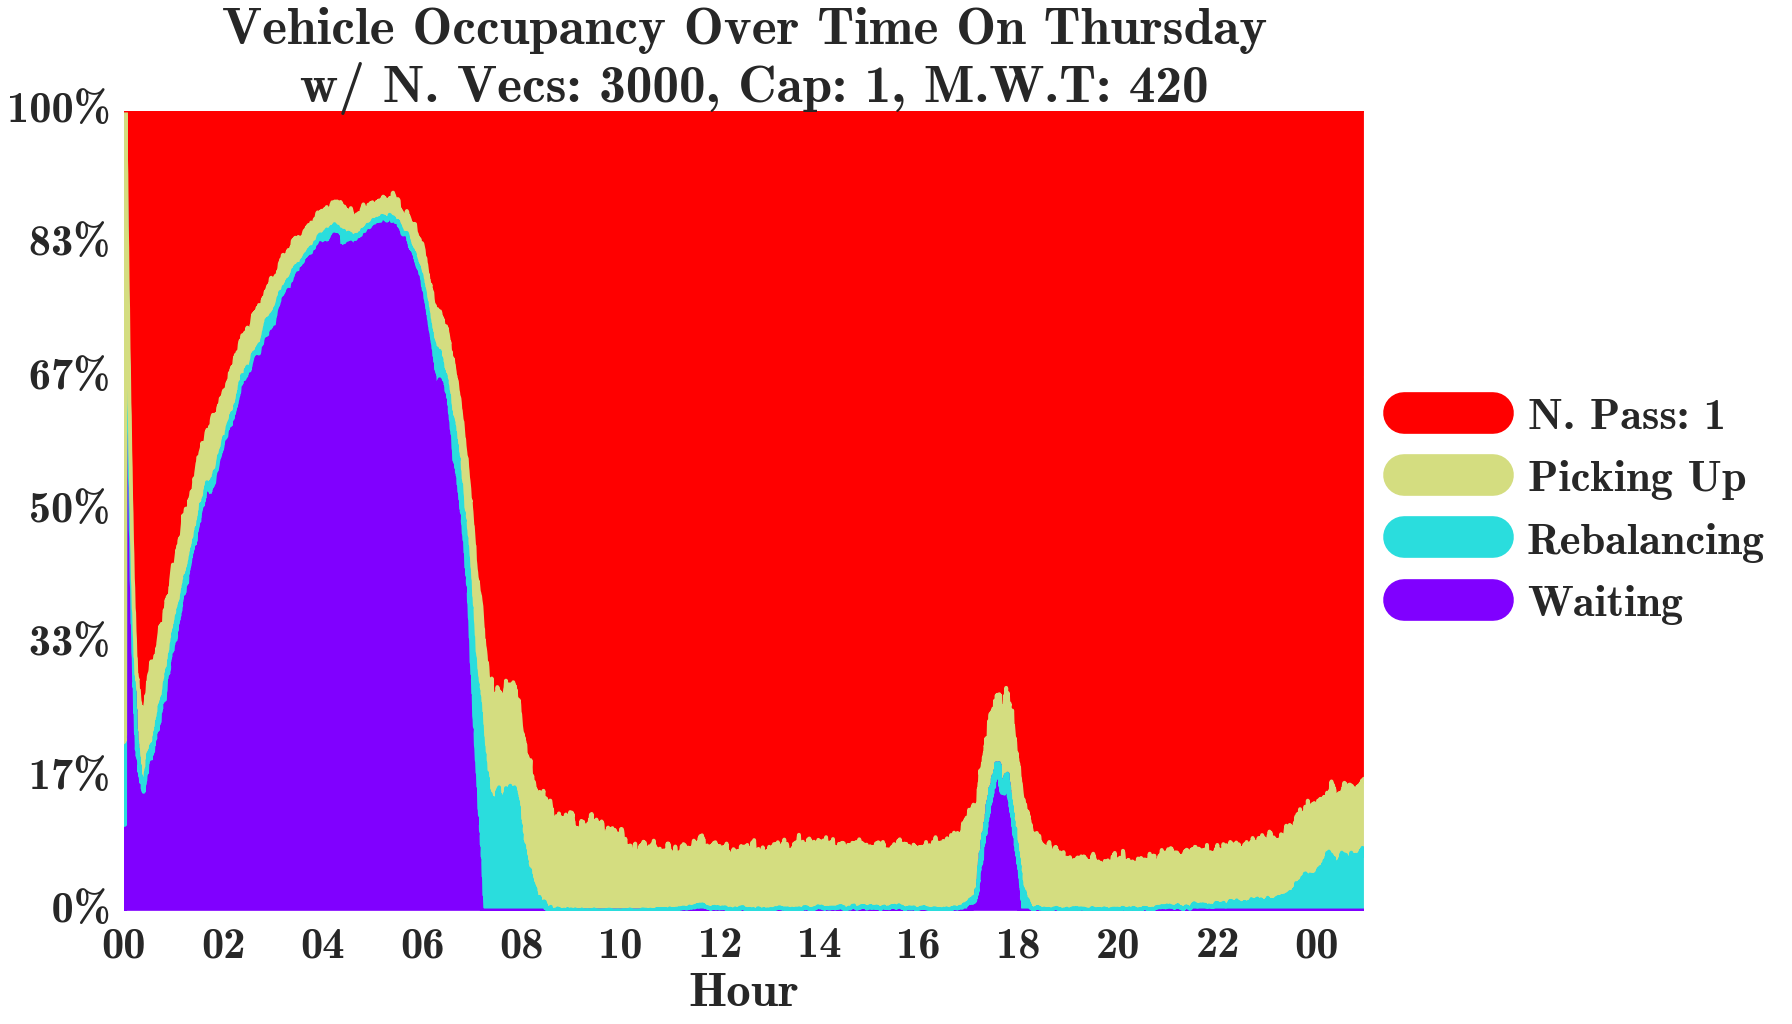 Vehicle Occupancy Over Time On Thursday
w/ N. Vecs: 3000, Cap: 1, M.W.T: 420
100%
83%
67%
50%
33%
17%
0%
00 02 04 06 08 10 12 14 16 18 20 22 00
Hour
N. Pass: 1
Picking Up
Rebalancing
Waiting